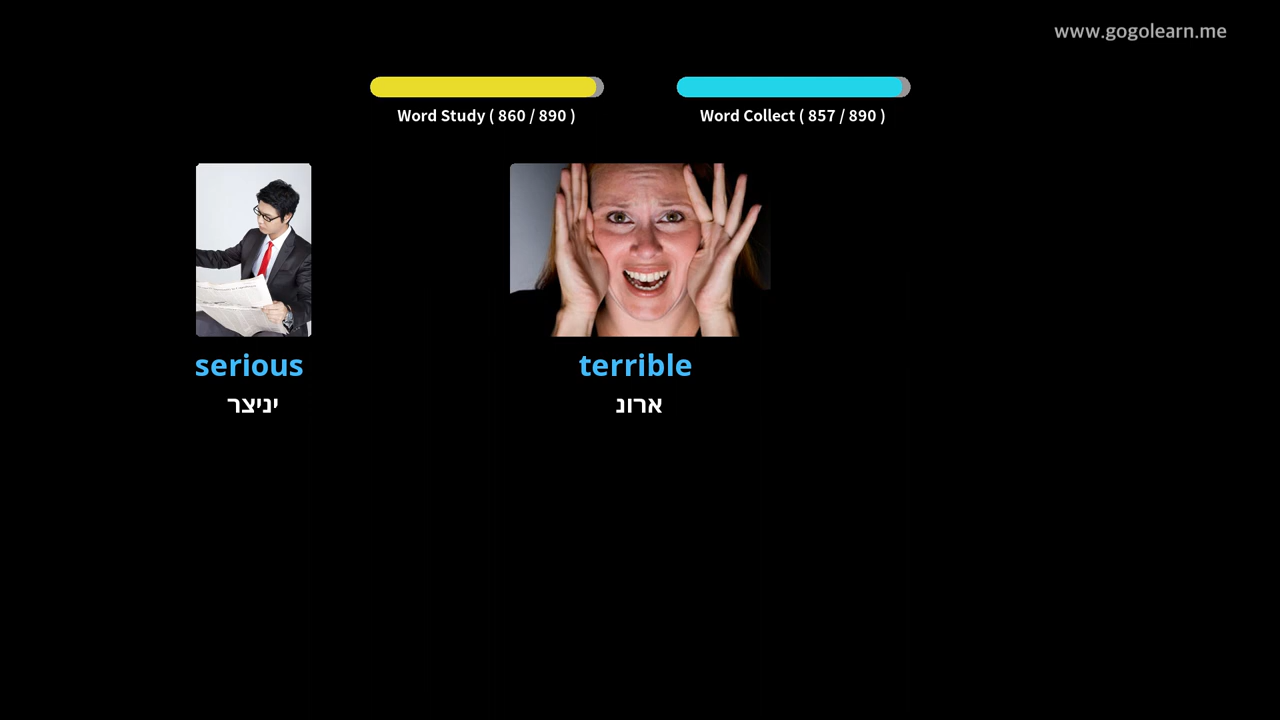 www.gogolearn.me
Word Study ( 860 / 890 )
Word Collect ( 857 / 890 )
serious
יניצר
terrible
ארונ